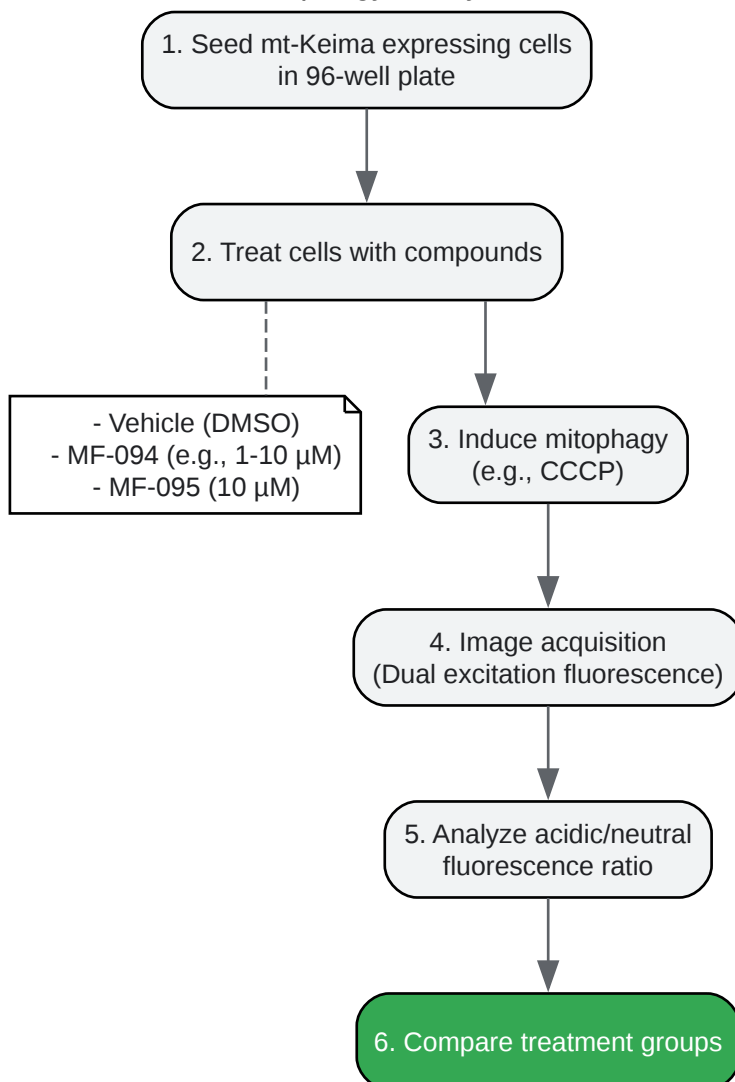 1. Seed mt-Keima expressing cells
in 96-well plate
2. Treat cells with compounds
- Vehicle (DMSO)
- MF-094 (e.g., 1-10 µM)
- MF-095 (10 µM)
3. Induce mitophagy
(e.g., CCCP)
4. Image acquisition
(Dual excitation fluorescence)
5. Analyze acidic/neutral
fluorescence ratio
6. Compare treatment groups